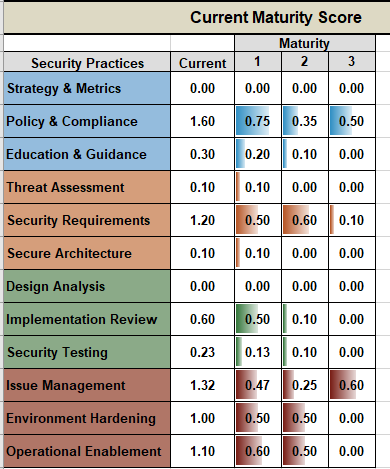 Current Maturity Score
Maturity
Security Practices Current 1 2 3
Strategy & Metrics 0.00 0.00 0.00 0.00
Policy & Compliance 1.60 0.75 0.35 0.50
Education & Guidance 0.30 0.20 0.10 0.00
Threat Assessment 0.10 0.10 0.00 0.00
Security Requirements 1.20 0.50 0.60 0.10
Secure Architecture 0.10 0.10 0.00 0.00
Design Analysis 0.00 0.00 0.00 0.00
Implementation Review 0.60 0.50 0.10 0.00
Security Testing 0.23 0.13 0.10 0.00
Issue Management 1.32 0.47 0.25 0.60
Environment Hardening 1.00 0.50 0.50 0.00
Operational Enablement 1.10 0.60 0.50 0.00